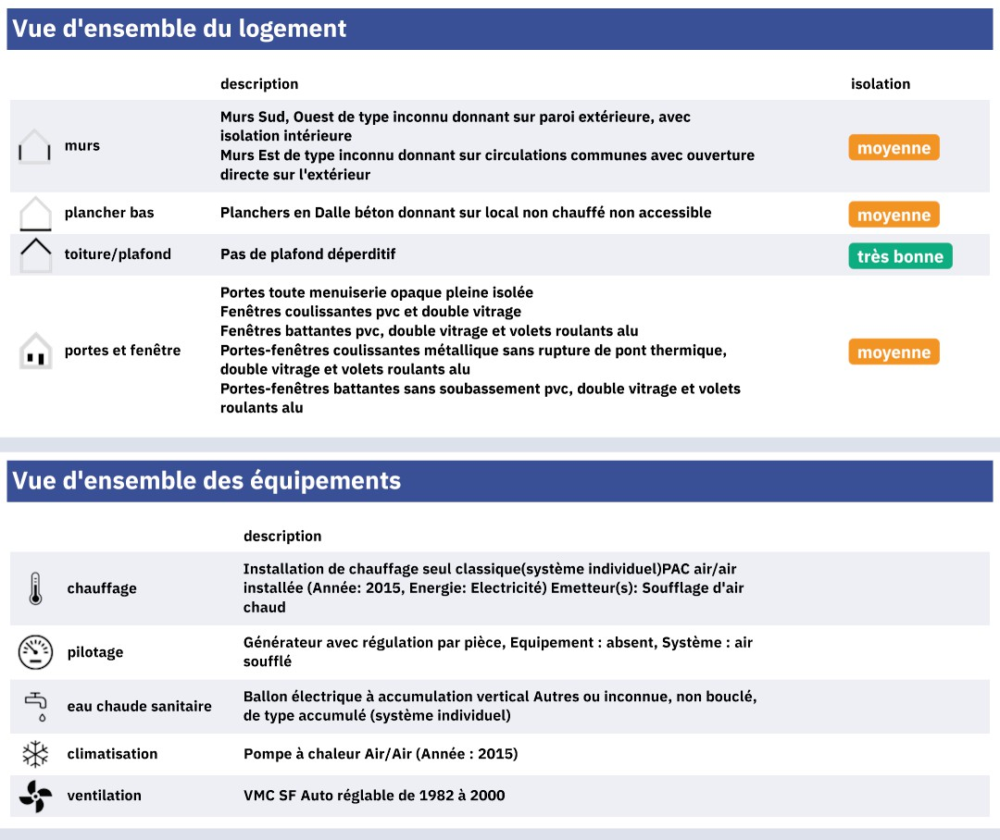 Vue d'ensemble du logement
description isolation
murs
Murs Sud, Ouest de type inconnu donnant sur paroi extérieure, avec
isolation intérieure
Murs Est de type inconnu donnant sur circulations communes avec ouverture
directe sur l'extérieur
moyenne
plancher bas
Planchers en Dalle béton donnant sur local non chauffé non accessible
moyenne
toiture/plafond
Pas de plafond déperditif
très bonne
portes et fenêtre
Portes toute menuiserie opaque pleine isolée
Fenêtres coulissantes pvc et double vitrage
Fenêtres battantes pvc, double vitrage et volets roulants alu
Portes-fenêtres coulissantes métallique sans rupture de pont thermique,
double vitrage et volets roulants alu
Portes-fenêtres battantes sans soubassement pvc, double vitrage et volets
roulants alu
moyenne
Vue d'ensemble des équipements
description
chauffage
Installation de chauffage seul classique(système individuel)PAC air/air
installée (Année: 2015, Energie: Electricité) Emetteur(s): Soufflage d'air
chaud
pilotage
Générateur avec régulation par pièce, Equipement : absent, Système : air
soufflé
eau chaude sanitaire
Ballon électrique à accumulation vertical Autres ou inconnue, non bouclé,
de type accumulé (système individuel)
climatisation
Pompe à chaleur Air/Air (Année : 2015)
ventilation
VMC SF Auto réglable de 1982 à 2000